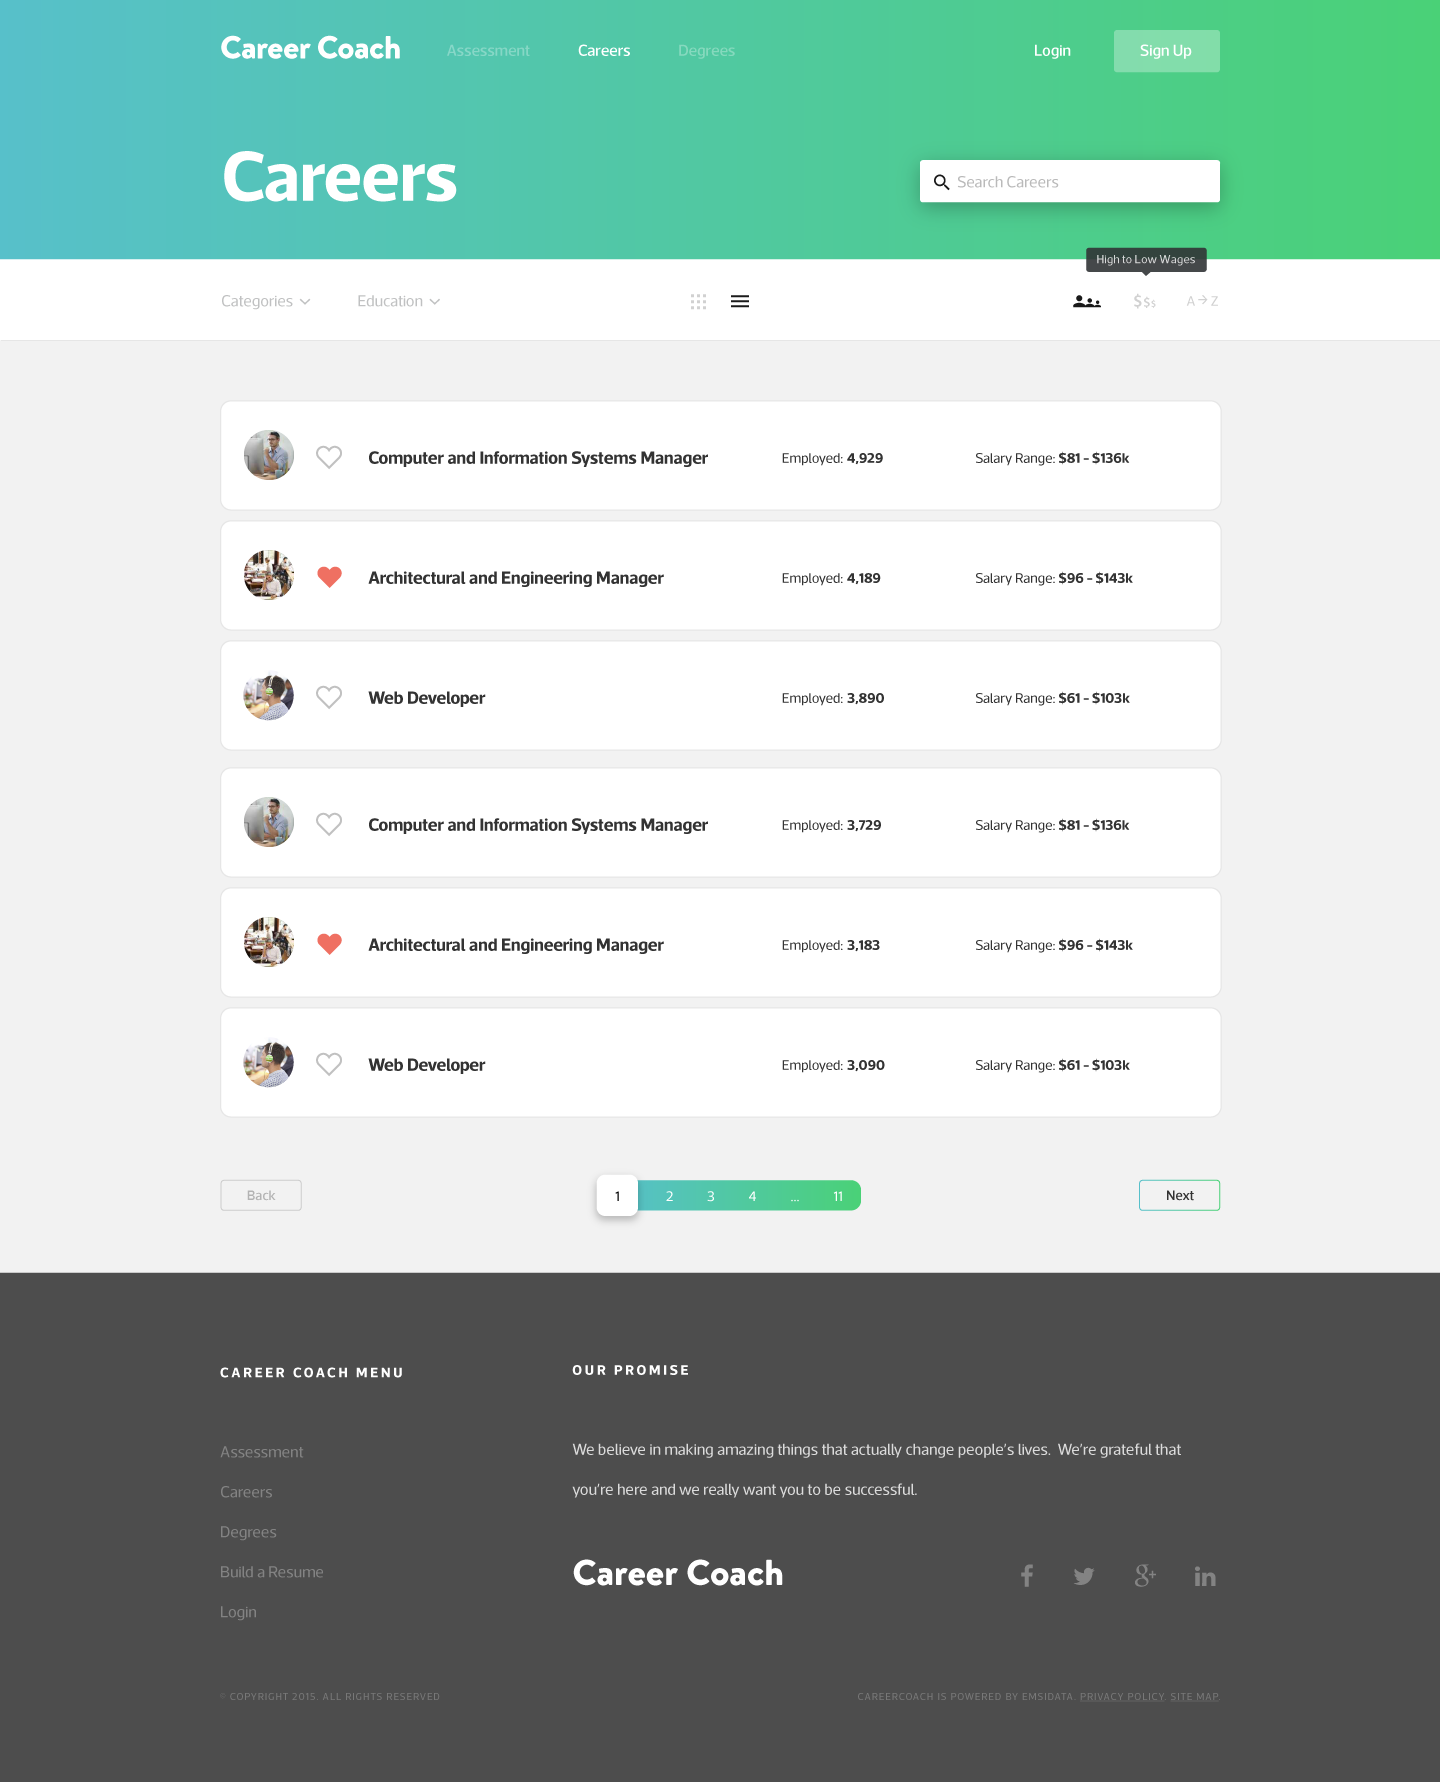 Career Coach Assessment Careers Degrees Login Sign Up
Careers
Search Careers
High to Low Wages
Categories Education $$$ A→Z
Computer and Information Systems Manager Employed: 4,929 Salary Range: $81 - $136k
Architectural and Engineering Manager Employed: 4,189 Salary Range: $96 - $143k
Web Developer Employed: 3,890 Salary Range: $61 - $103k
Computer and Information Systems Manager Employed: 3,729 Salary Range: $81 - $136k
Architectural and Engineering Manager Employed: 3,183 Salary Range: $96 - $143k
Web Developer Employed: 3,090 Salary Range: $61 - $103k
Back 1 2 3 4 ... 11 Next
CAREER COACH MENU
Assessment
Careers
Degrees
Build a Resume
Login
OUR PROMISE
We believe in making amazing things that actually change people's lives. We're grateful that
you're here and we really want you to be successful.
Career Coach
© COPYRIGHT 2015. ALL RIGHTS RESERVED
CAREERCOACH IS POWERED BY EMSIDATA. PRIVACY POLICY. SITE MAP